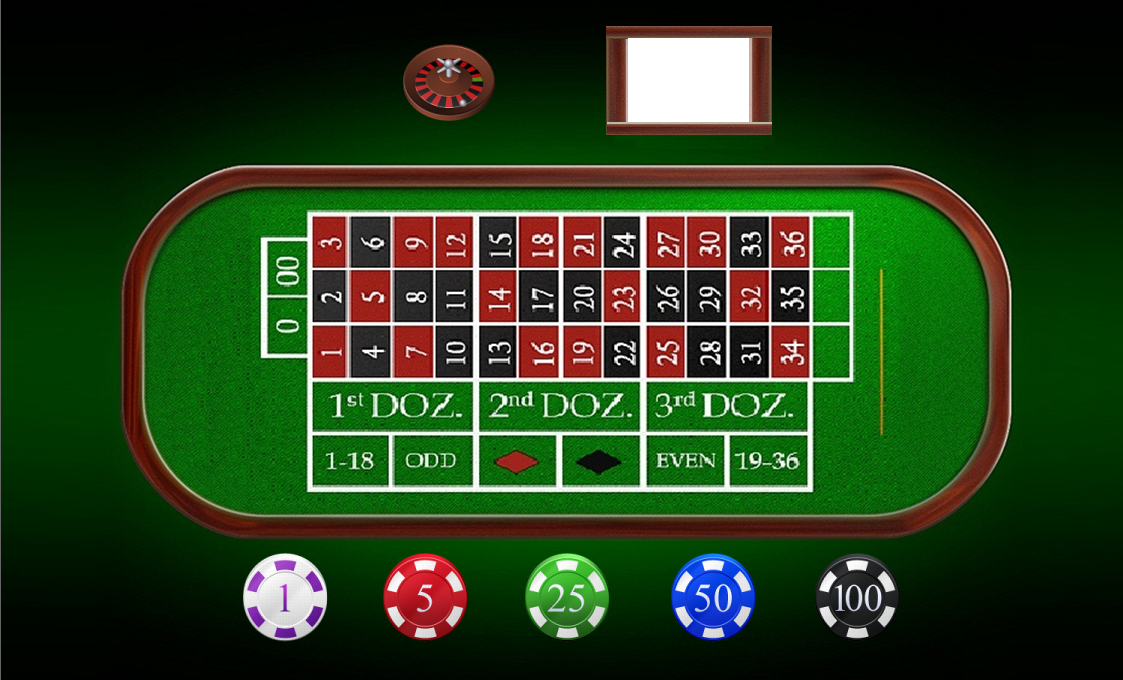 3 6 9 12 15 18 21 24 27 30 33 36
00
2 5 8 11 14 17 20 23 26 29 32 35
0
1 4 7 10 13 16 19 22 25 28 31 34
1st DOZ. 2nd DOZ. 3rd DOZ.
1-18 ODD EVEN 19-36
1 5 25 50 100